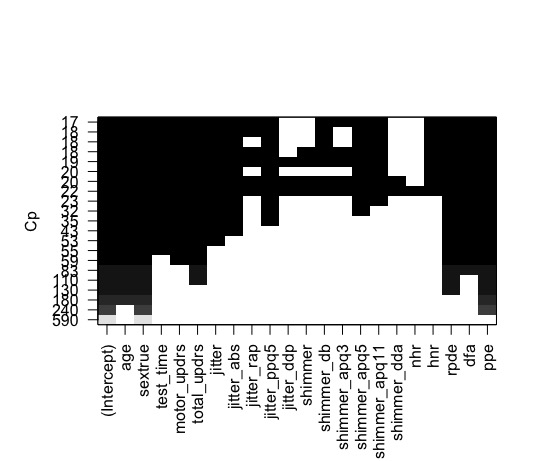 Cp
17
18
18
18
19
20
20
22
23
32
35
43
53
55
59
83
110
130
180
240
590
(Intercept)
age
sextrue
test_time
motor_updrs
total_updrs
jitter
jitter_abs
jitter_rap
jitter_ppq5
jitter_ddp
shimmer
shimmer_db
shimmer_apq3
shimmer_apq5
shimmer_apq11
shimmer_dda
nhr
hnr
rpde
dfa
ppe